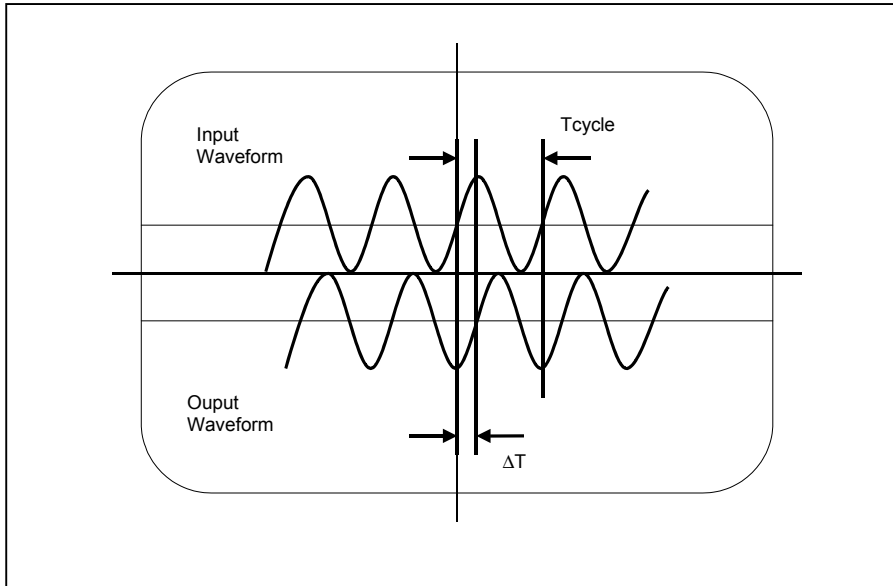 Input
Waveform
Tcycle
Ouput
Waveform
ΔT